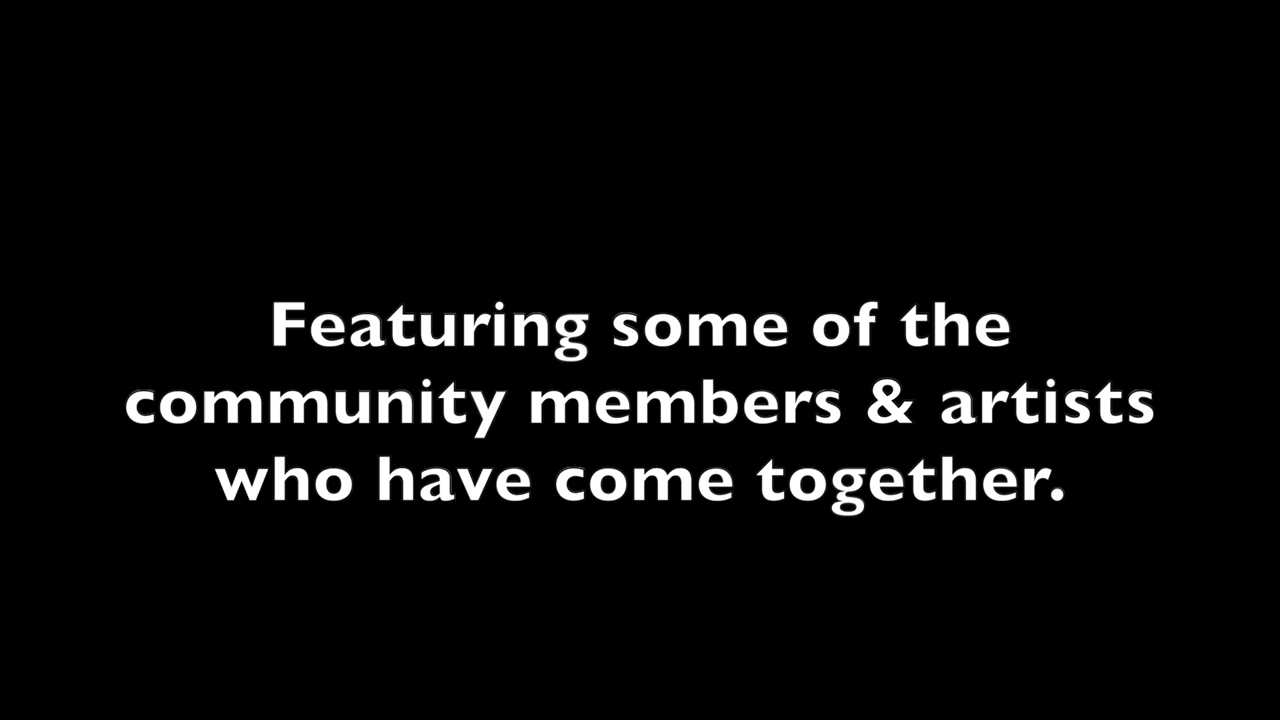 Featuring some of the
community members & artists
who have come together.